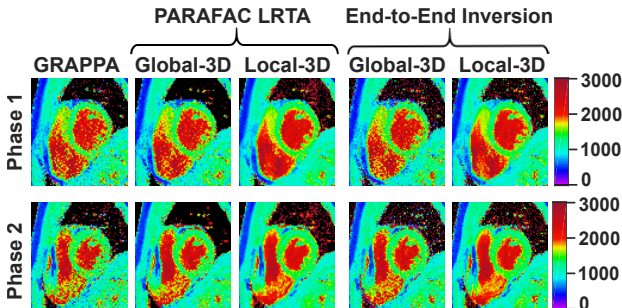 PARAFAC LRTA End-to-End Inversion
GRAPPA Global-3D Local-3D Global-3D Local-3D
Phase 1
3000
2000
1000
0
Phase 2
3000
2000
1000
0